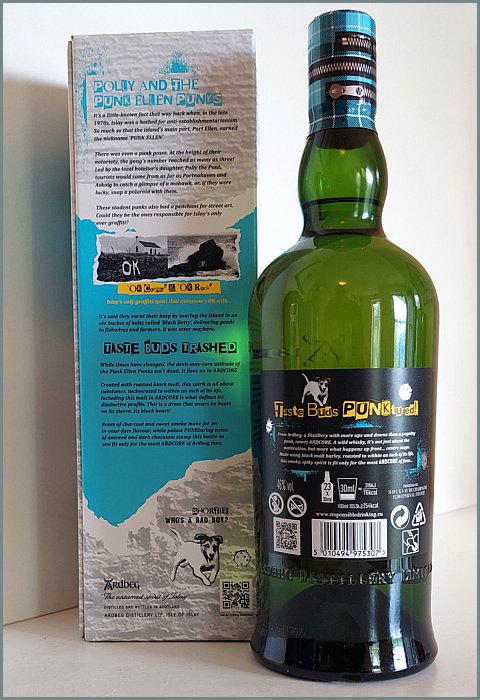 POLLY AND THE
PUNK ELLEN PUNKS
It's a little-known fact that way back when, in the late
1970s, Islay was a hotbed for anti-establishmentarianism.
So much so that the island's main port, Port Ellen, earned
the nickname 'PUNK ELLEN'.
There was even a punk posse. At the height of their
notoriety, the gang's number reached as many as three!
Led by the local hotelier's daughter, Polly the Punk,
tourists would come from as far as Portnahaven and
Askaig to catch a glimpse of a mohawk, or, if they were
lucky, snap a polaroid with them.
These student punks also had a penchant for street art.
Could they be the ones responsible for Islay's only
ever graffiti?
OK
OK
'OK Corner' & 'OK Rock'
Islay's only graffiti spots that everyone's OK with.
It's said they earnt their keep by touring the island in an
old bucket of bolts called 'Black Betty', delivering goods
to fishwives and farmers. It was utter mayhem.
TASTE BUDS TRASHED
While times have changed, the devil-may-care attitude of
the Punk Ellen Punks isn't dead. It lives on in ARDCORE.
Created with roasted black malt, this spirit is all about
substance. Incinerated to within an inch of its life.
Including this malt in ARDCORE is what defines its
distinctive profile. This is a dram that wears its heart
on its sleeve. Its black heart!
Notes of charcoal and sweet smoke make for an
in-your-face flavour, while palate PUNKturing notes
of aniseed and dark chocolate stamp this bottle as
one fit only for the most ARDCORE of Ardbeg fans.
SHORTIE:
WHO'S A BAD BOY?
ARDBEG
The untamed spirit of Islay
DISTILLED AND BOTTLED IN SCOTLAND
ARDBEG DISTILLERY LTF, ISLE OF ISLAY
Taste Buds PUNKtured!
From Ardbeg, a Distillery with more ups and downs than a pogoing
punk, comes ARDCORE. A wild whisky, it's not just about the
maturation, but more what happens up front... centre stage.
Made using black malt barley, roasted to within an inch of its life,
this smoky, spiky spirit is fit only for the most ARDCORE of fans...
46% vol
23
x
30ml
30ml =
76kcal
www.responsibledrinking.eu
5 010494 975307
ARDBEG DISTILLERY LIMITED